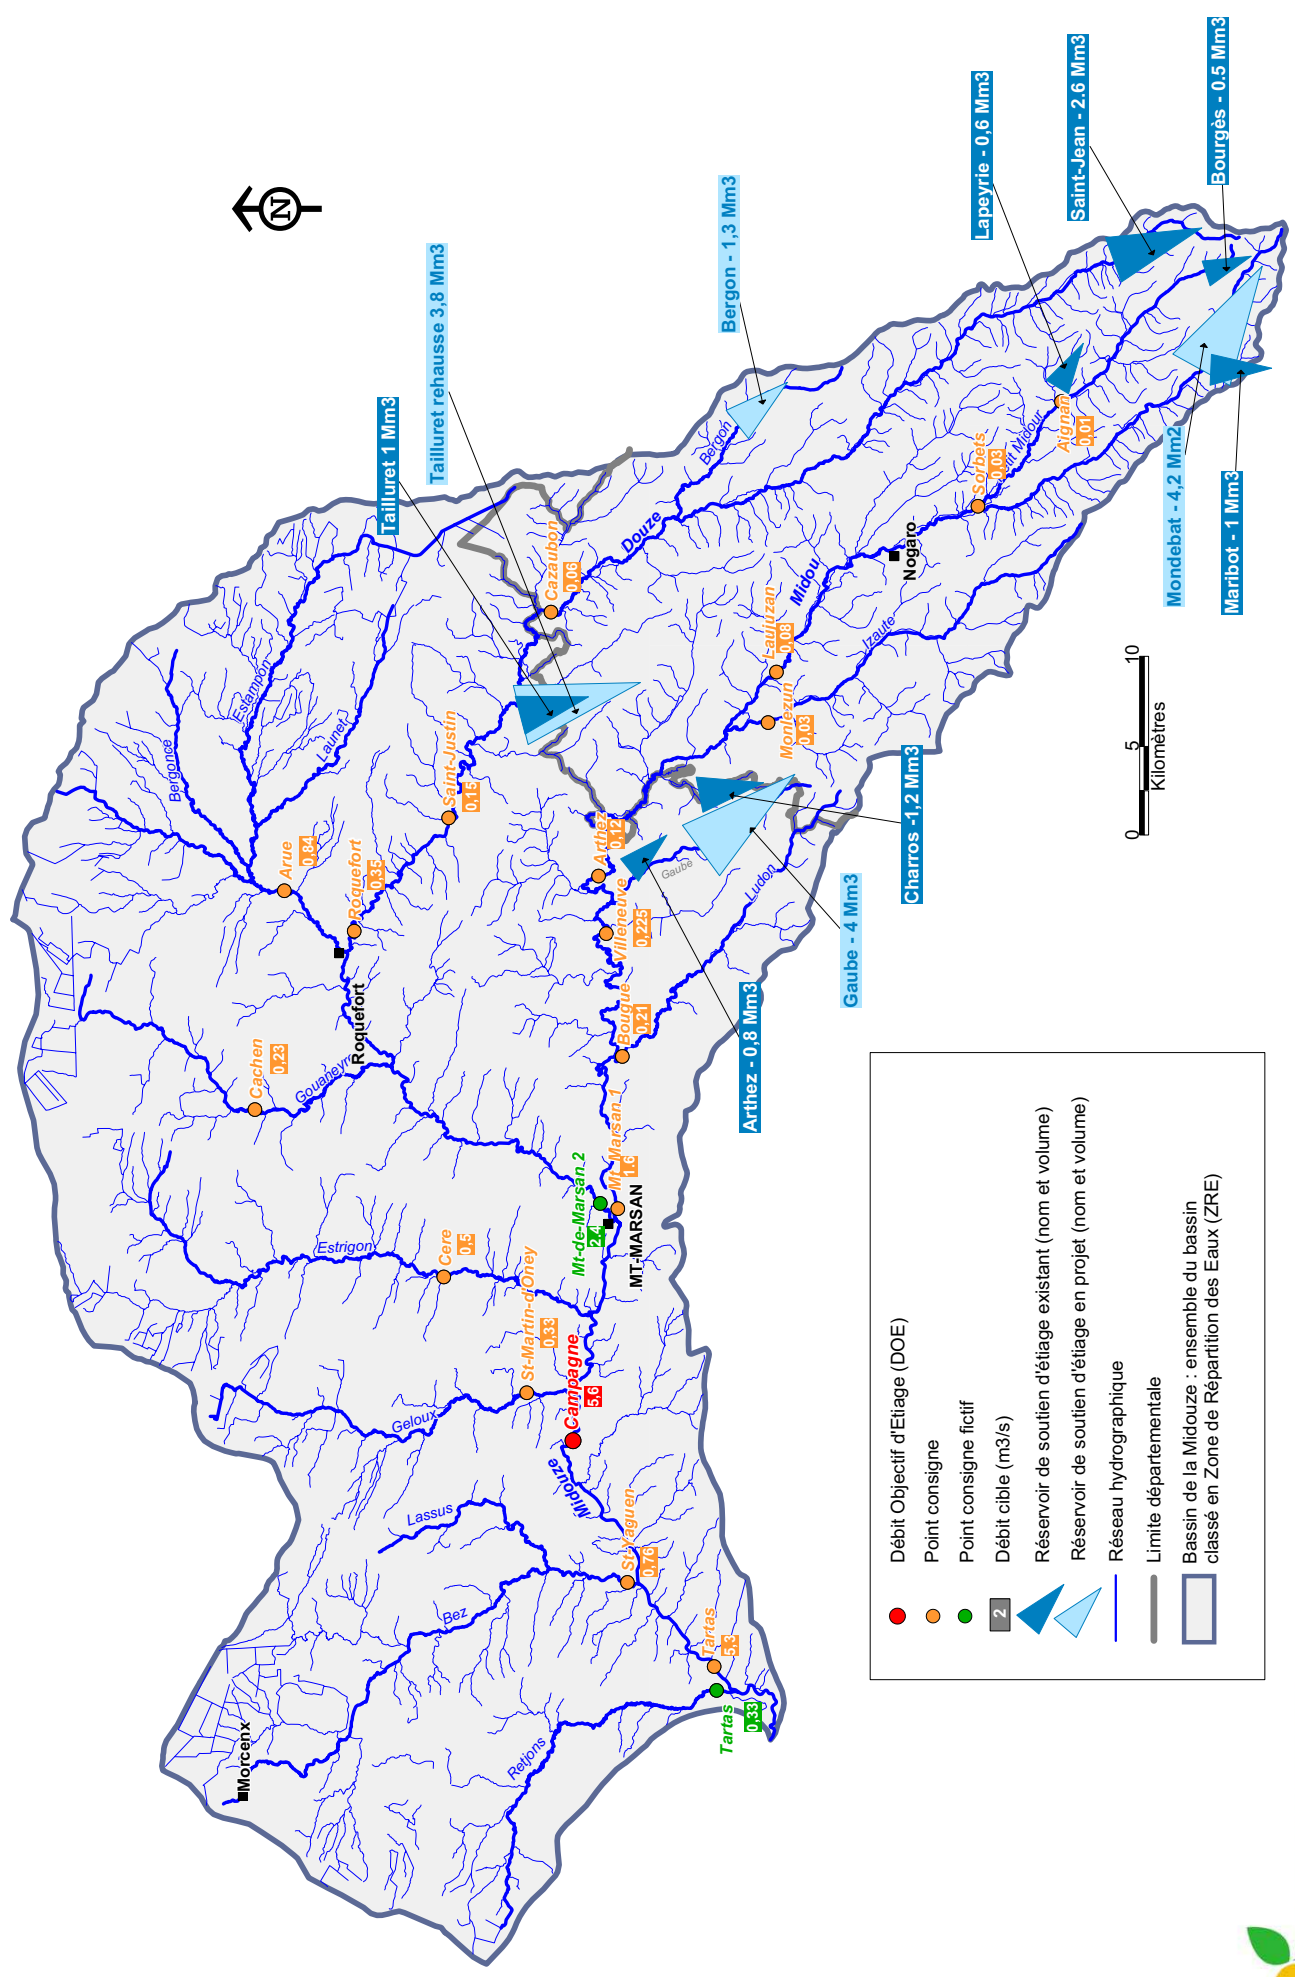 N
Morcenx
Retjons
Bez
Lassus
Tartas
0.33
Tartas
5,3
St-Yaguen
0,76
Midouze
Campagne
5,6
Geloux
St-Martin-d'Oney
0.33
Estrigon
Cere
0.5
Mt-de-Marsan 2
2.4
MT-MARSAN
Mt_Marsan 1
1.6
Cachen
0,23
Gouaneyre
Roquefort
Roquefort
0,35
Arue
0,84
Bergonce
Estampon
Launet
Saint-Justin
0,15
Bougue
0,21
Villeneuve
0,225
Arthez
0,12
Gaube
Ludon
Monlezun
0,03
Laujuzan
0,08
Midou
Izaute
Cazaubon
0,06
Douze
Bergon
Nogaro
Sorbets
0,03
Petit Midour
Aignan
0,01
Tailluret 1 Mm3
Tailluret rehausse 3,8 Mm3
Bergon - 1,3 Mm3
Lapeyrie - 0,6 Mm3
Saint-Jean - 2.6 Mm3
Bourgès - 0.5 Mm3
Mondebat - 4,2 Mm2
Maribot - 1 Mm3
Charros -1,2 Mm3
Gaube - 4 Mm3
Arthez - 0,8 Mm3
0 5 10
Kilomètres
Débit Objectif d'Etiage (DOE)
Point consigne
Point consigne fictif
2 Débit cible (m3/s)
Réservoir de soutien d'étiage existant (nom et volume)
Réservoir de soutien d'étiage en projet (nom et volume)
Réseau hydrographique
Limite départementale
Bassin de la Midouze : ensemble du bassin
classé en Zone de Répartition des Eaux (ZRE)